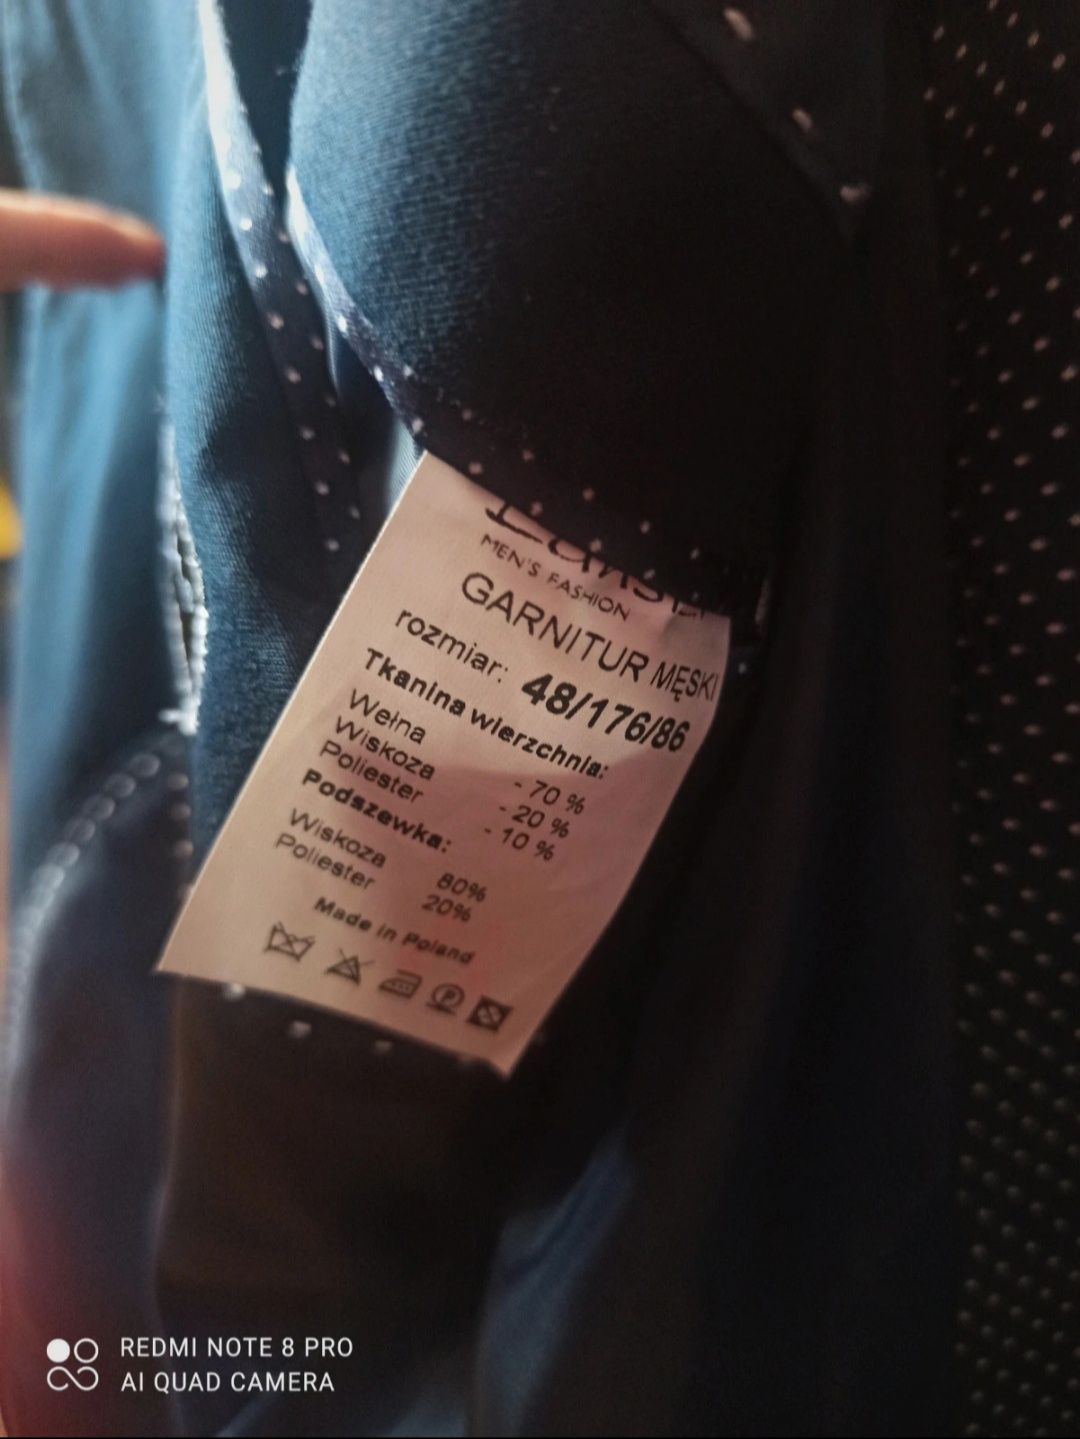 MEN'S FASHION
GARNITUR MĘSKI
rozmiar: 48/176/86
Tkanina wierzchnia:
Wełna - 70 %
Wiskoza - 20 %
Poliester - 10 %
Podszewka:
Wiskoza 80%
Poliester 20%
Made in Poland
P
REDMI NOTE 8 PRO
AI QUAD CAMERA